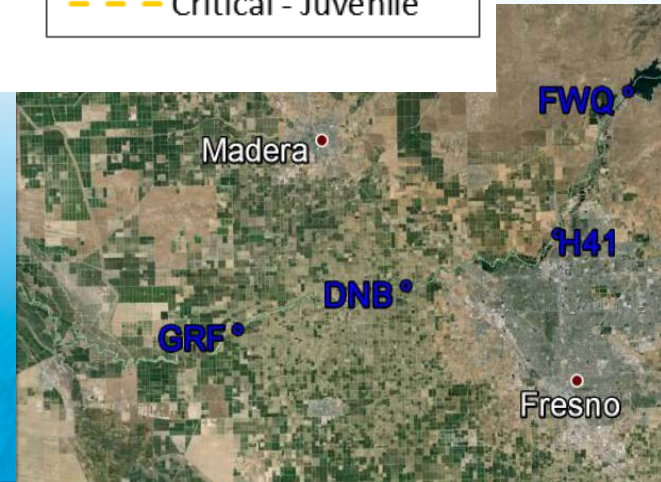 Critical - Juvenile
FWQ
Madera
H41
DNB
GRF
Fresno